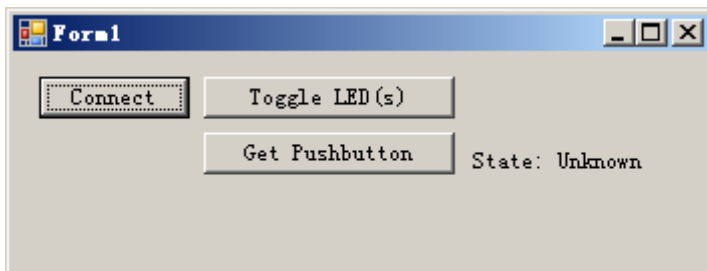 Form1
Connect
Toggle LED(s)
Get Pushbutton
State: Unknown